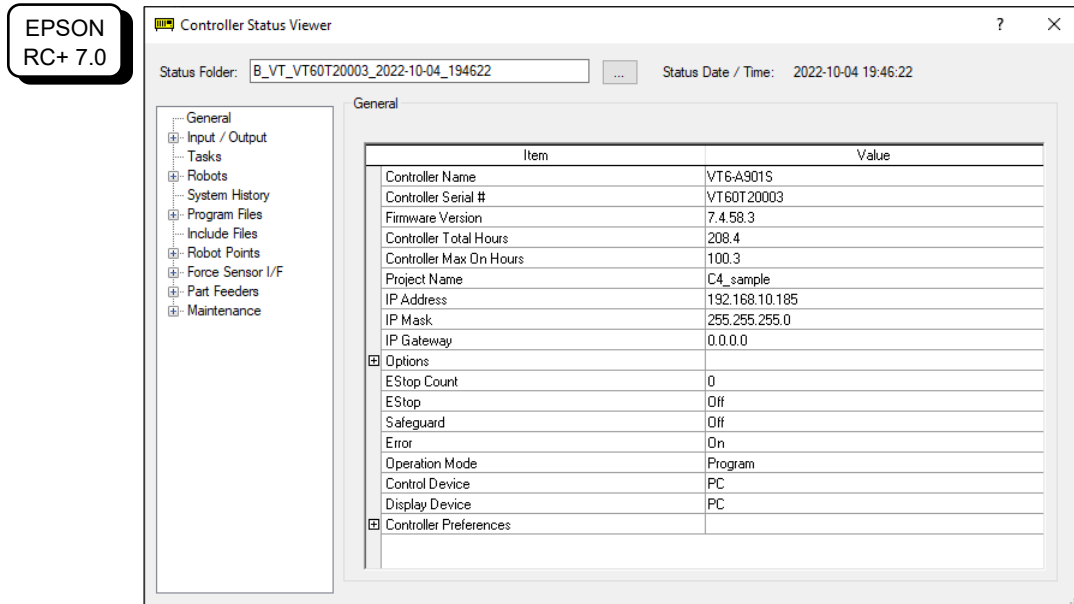 EPSON
RC+ 7.0
Controller Status Viewer
?
Status Folder: B_VT_VT60T20003_2022-10-04_194622 ... Status Date / Time: 2022-10-04 19:46:22
General
Input / Output
Tasks
Robots
System History
Program Files
Include Files
Robot Points
Force Sensor I/F
Part Feeders
Maintenance
General
Item Value
Controller Name VT6-A901S
Controller Serial # VT60T20003
Firmware Version 7.4.58.3
Controller Total Hours 208.4
Controller Max On Hours 100.3
Project Name C4_sample
IP Address 192.168.10.185
IP Mask 255.255.255.0
IP Gateway 0.0.0.0
Options
EStop Count 0
EStop Off
Safeguard Off
Error On
Operation Mode Program
Control Device PC
Display Device PC
Controller Preferences